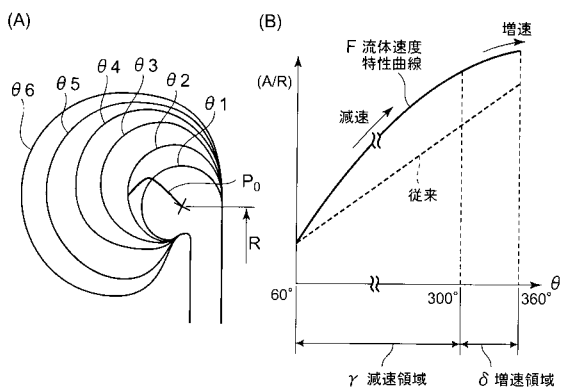 (A)
θ6
θ5
θ4
θ3
θ2
θ1
P0
R
(B)
(A/R)
F 流体速度
特性曲線
増速
減速
従来
60°
300°
360°
θ
γ 減速領域
δ 増速領域